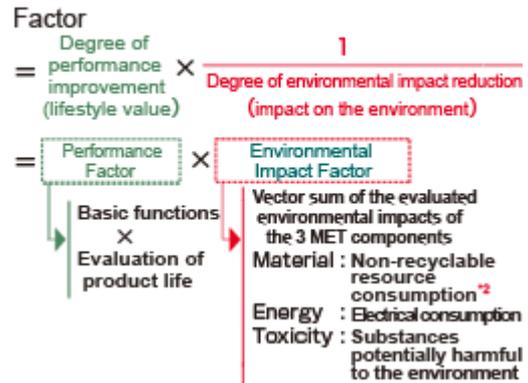 Factor
= Degree of performance improvement (lifestyle value) × 1 / Degree of environmental impact reduction (impact on the environment)
= Performance Factor × Environmental Impact Factor
Basic functions
×
Evaluation of
product life
Vector sum of the evaluated
environmental impacts of
the 3 MET components
Material : Non-recyclable
resource
consumption*2
Energy : Electrical consumption
Toxicity : Substances
potentially harmful
to the environment